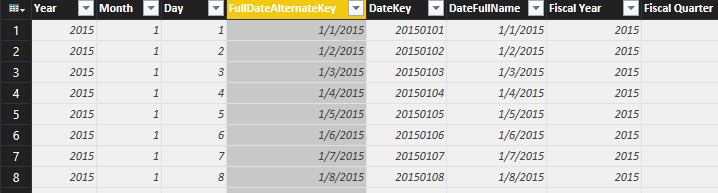 Year Month Day FullDateAlternateKey DateKey DateFullName Fiscal Year Fiscal Quarter
1 2015 1 1 1/1/2015 20150101 1/1/2015 2015
2 2015 1 2 1/2/2015 20150102 1/2/2015 2015
3 2015 1 3 1/3/2015 20150103 1/3/2015 2015
4 2015 1 4 1/4/2015 20150104 1/4/2015 2015
5 2015 1 5 1/5/2015 20150105 1/5/2015 2015
6 2015 1 6 1/6/2015 20150106 1/6/2015 2015
7 2015 1 7 1/7/2015 20150107 1/7/2015 2015
8 2015 1 8 1/8/2015 20150108 1/8/2015 2015